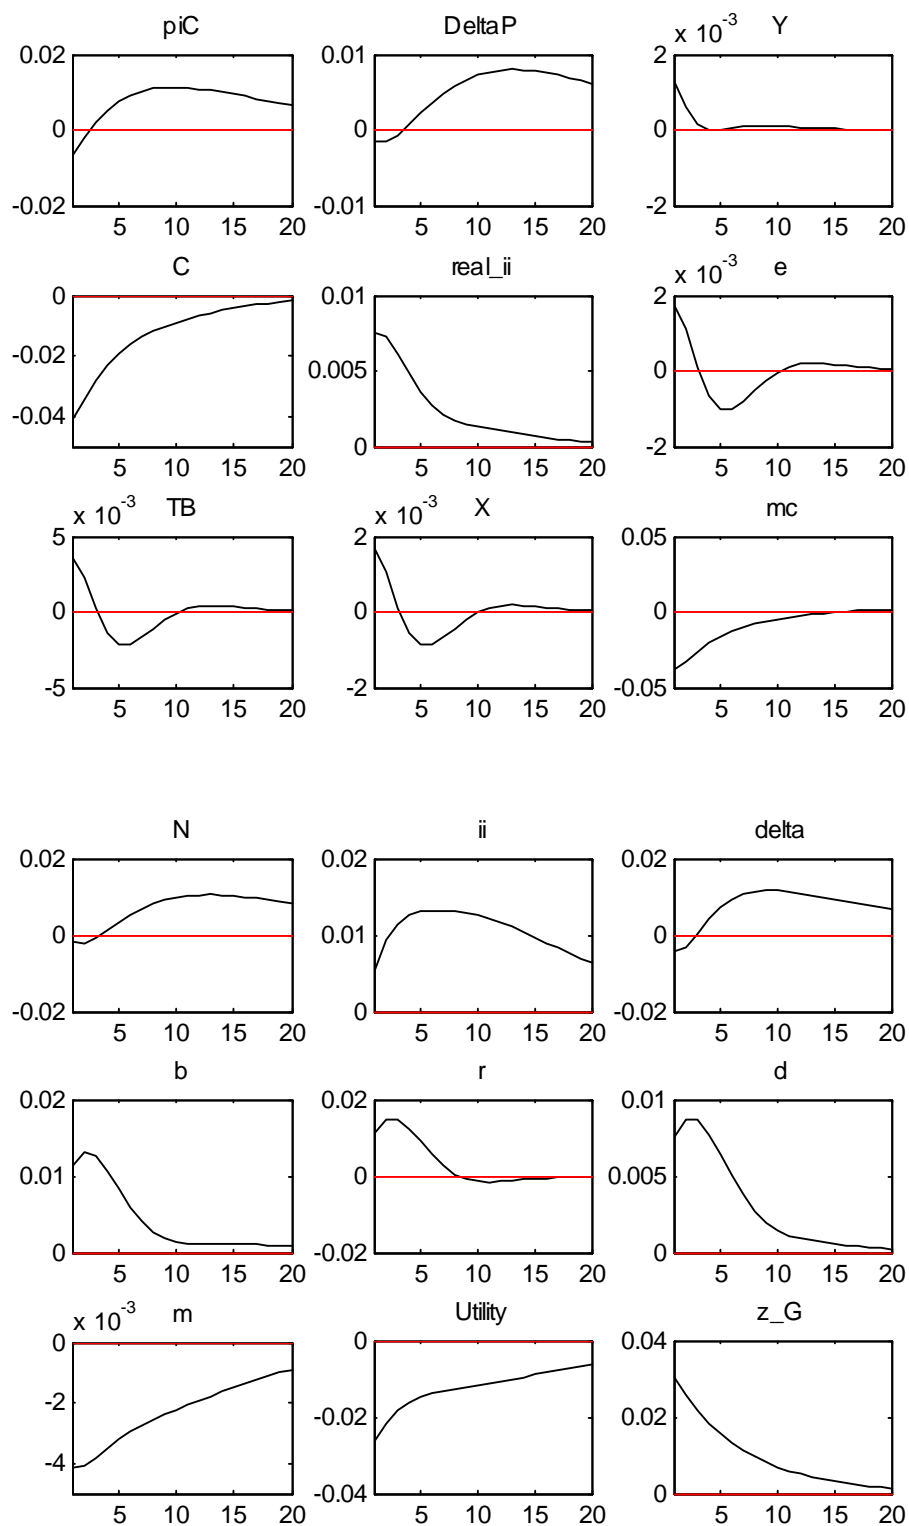 piC DeltaP x 10^-3 Y
0.02 0.01 2
0 0 0
-0.02 -0.01 -2
5 10 15 20 5 10 15 20 5 10 15 20
C real_ii x 10^-3 e
0 0.01 2
-0.02 0.005 0
-0.04 0 -2
5 10 15 20 5 10 15 20 5 10 15 20
x 10^-3 TB x 10^-3 X mc
5 2 0.05
0 0 0
-5 -2 -0.05
5 10 15 20 5 10 15 20 5 10 15 20
N ii delta
0.02 0.02 0.02
0 0.01 0
-0.02 0 -0.02
5 10 15 20 5 10 15 20 5 10 15 20
b r d
0.02 0.02 0.01
0.01 0 0.005
0 -0.02 0
5 10 15 20 5 10 15 20 5 10 15 20
x 10^-3 m Utility z_G
0 0 0.04
-2 -0.02 0.02
-4 -0.04 0
5 10 15 20 5 10 15 20 5 10 15 20